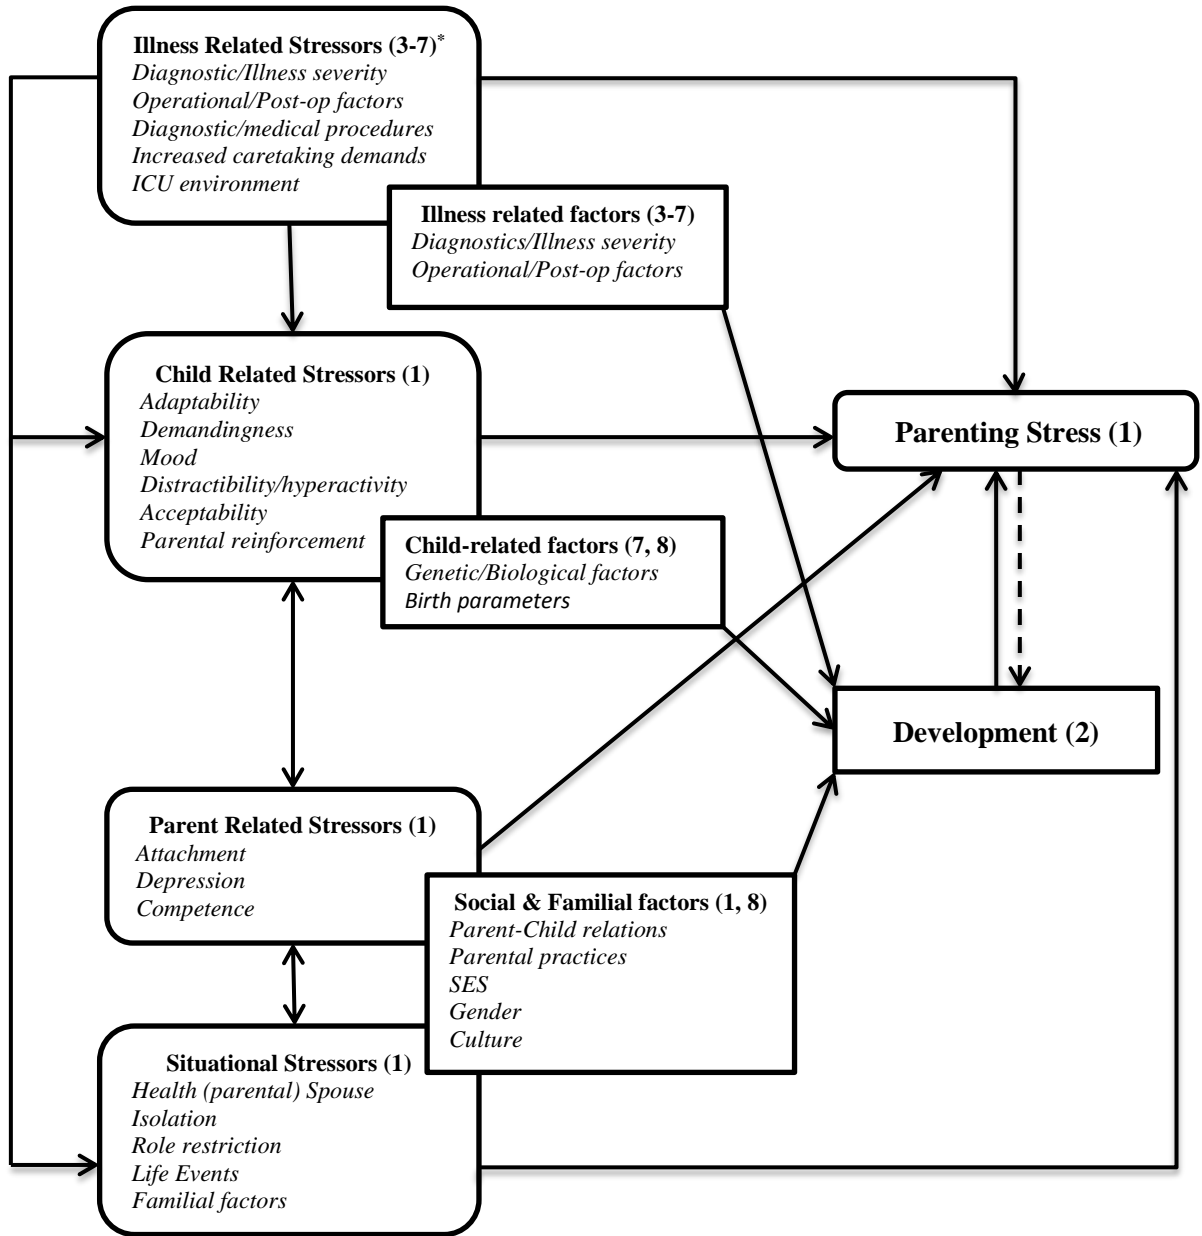 Illness Related Stressors (3-7)*
Diagnostic/Illness severity
Operational/Post-op factors
Diagnostic/medical procedures
Increased caretaking demands
ICU environment
Illness related factors (3-7)
Diagnostics/Illness severity
Operational/Post-op factors
Child Related Stressors (1)
Adaptability
Demandingness
Mood
Distractibility/hyperactivity
Acceptability
Parental reinforcement
Parenting Stress (1)
Child-related factors (7, 8)
Genetic/Biological factors
Birth parameters
Development (2)
Parent Related Stressors (1)
Attachment
Depression
Competence
Social & Familial factors (1, 8)
Parent-Child relations
Parental practices
SES
Gender
Culture
Situational Stressors (1)
Health (parental) Spouse
Isolation
Role restriction
Life Events
Familial factors